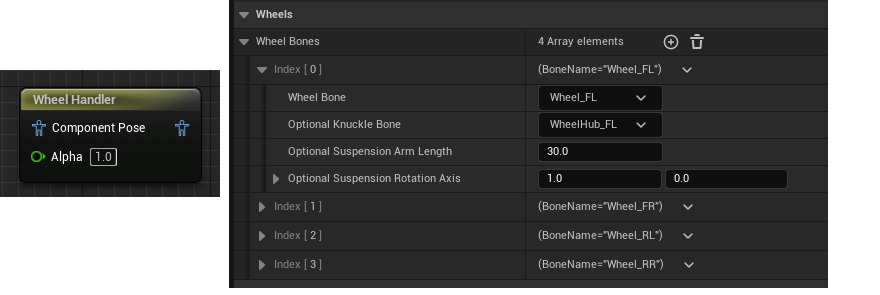 Wheel Handler
Component Pose
Alpha 1.0
Wheels
Wheel Bones 4 Array elements
Index [ 0 ] (BoneName="Wheel_FL")
Wheel Bone Wheel_FL
Optional Knuckle Bone WheelHub_FL
Optional Suspension Arm Length 30.0
Optional Suspension Rotation Axis 1.0 0.0
Index [ 1 ] (BoneName="Wheel_FR")
Index [ 2 ] (BoneName="Wheel_RL")
Index [ 3 ] (BoneName="Wheel_RR")